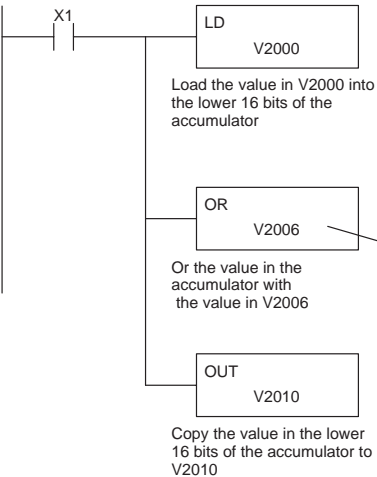 X1
LD
V2000
Load the value in V2000 into
the lower 16 bits of the
accumulator
OR
V2006
Or the value in the
accumulator with
the value in V2006
OUT
V2010
Copy the value in the lower
16 bits of the accumulator to
V2010